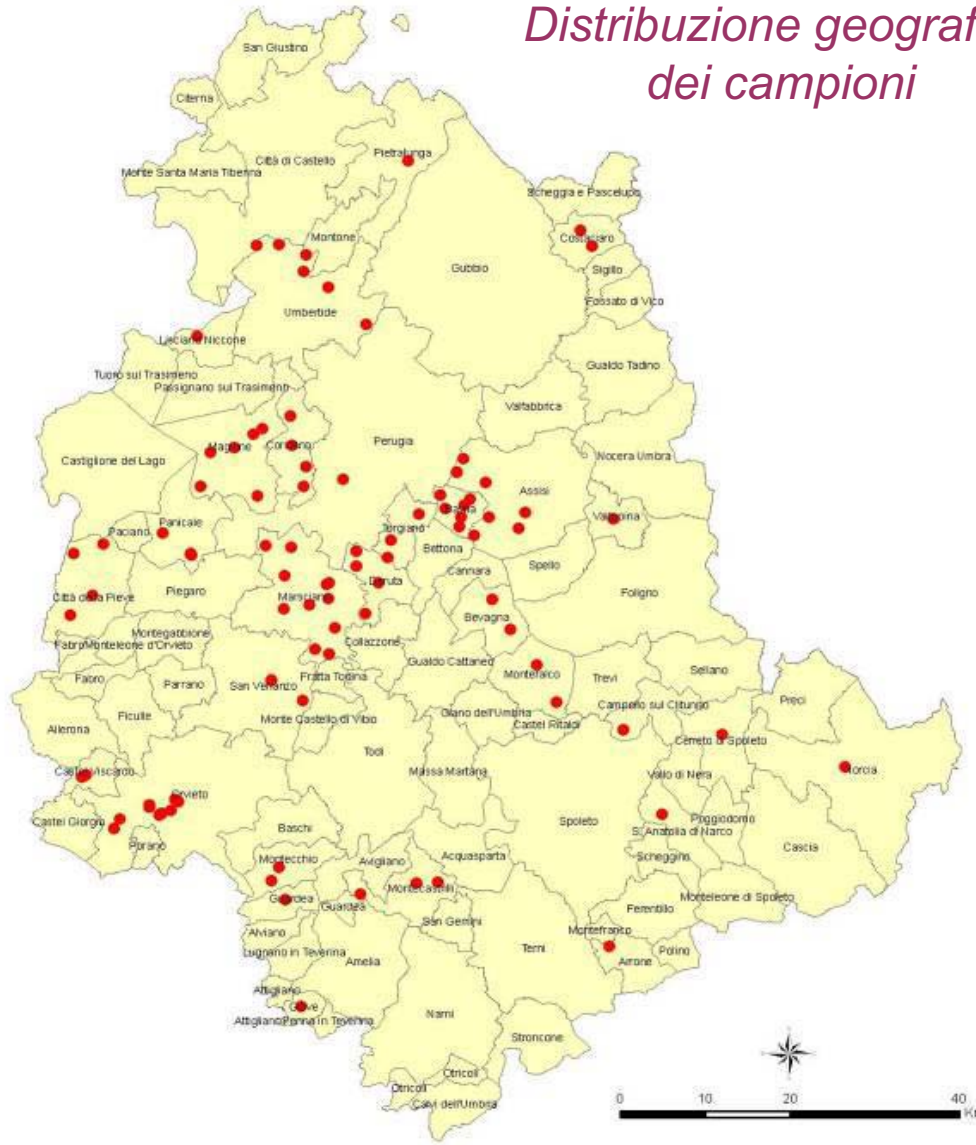 Distribuzione geograf
dei campioni
San Giustino
Citerna
Città di Castello
Pietralunga
Monte Santa Maria Tiberina
Scheggia e Pascelupo
Montone
Costacciaro
Gubbio
Sigillo
Fossato di Vico
Umbertide
Lisciano Niccone
Gualdo Tadino
Tuoro sul Trasimeno
Passignano sul Trasimeno
Valfabbrica
Perugia
Magione
Corciano
Castiglione del Lago
Nocera Umbra
Assisi
Valtopina
Bastia
Panicale
Paciano
Torgiano
Bettona
Cannara
Spello
Piegaro
Deruta
Città della Pieve
Marsciano
Foligno
Bevagna
Montegabbione
Fabro
Monteleone d'Orvieto
Collazzone
Gualdo Cattaneo
Montefalco
Sellano
Fabro
Parrano
San Venanzo
Fratta Todina
Trevi
Preci
Ficulle
Monte Castello di Vibio
Giano dell'Umbria
Castel Ritaldi
Campello sul Clitunno
Allerona
Todi
Cerreto di Spoleto
Castel Viscardo
Massa Martana
Vallo di Nera
Norcia
Orvieto
Castel Giorgio
Spoleto
Poggiodomo
Baschi
S. Anatolia di Narco
Porano
Cascia
Montecchio
Avigliano
Acquasparta
Scheggino
Montecastrilli
Guardea
Guardea
Monteleone di Spoleto
Ferentillo
San Gemini
Alviano
Montefranco
Lugnano in Teverina
Terni
Polino
Amelia
Arrone
Attigliano
Giove
Narni
Attigliano
Penna in Teverina
Stroncone
Otricoli
Otricoli
Calvi dell'Umbria
0 10 20 40